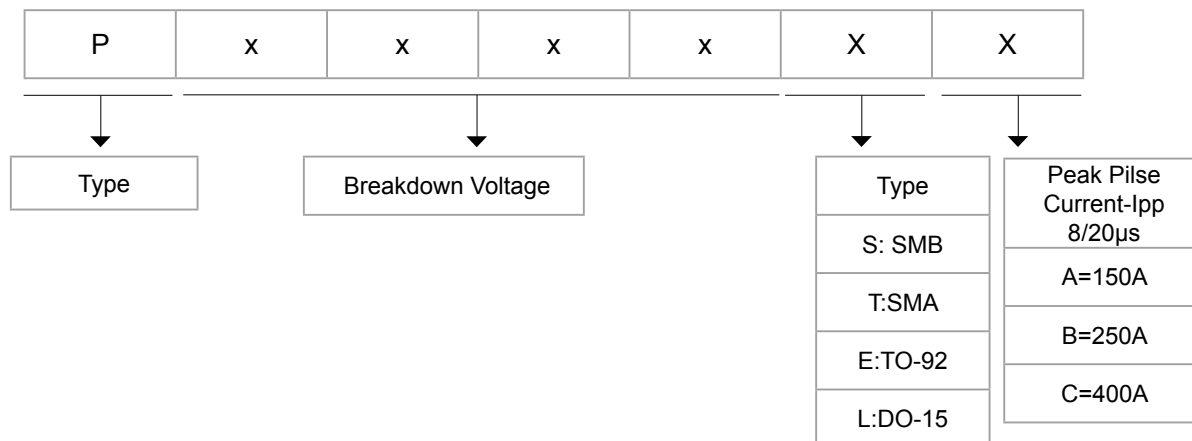 P x x x x X X
Type
Breakdown Voltage
Type
S: SMB
T:SMA
E:TO-92
L:DO-15
Peak Pilse
Current-Ipp
8/20μs
A=150A
B=250A
C=400A